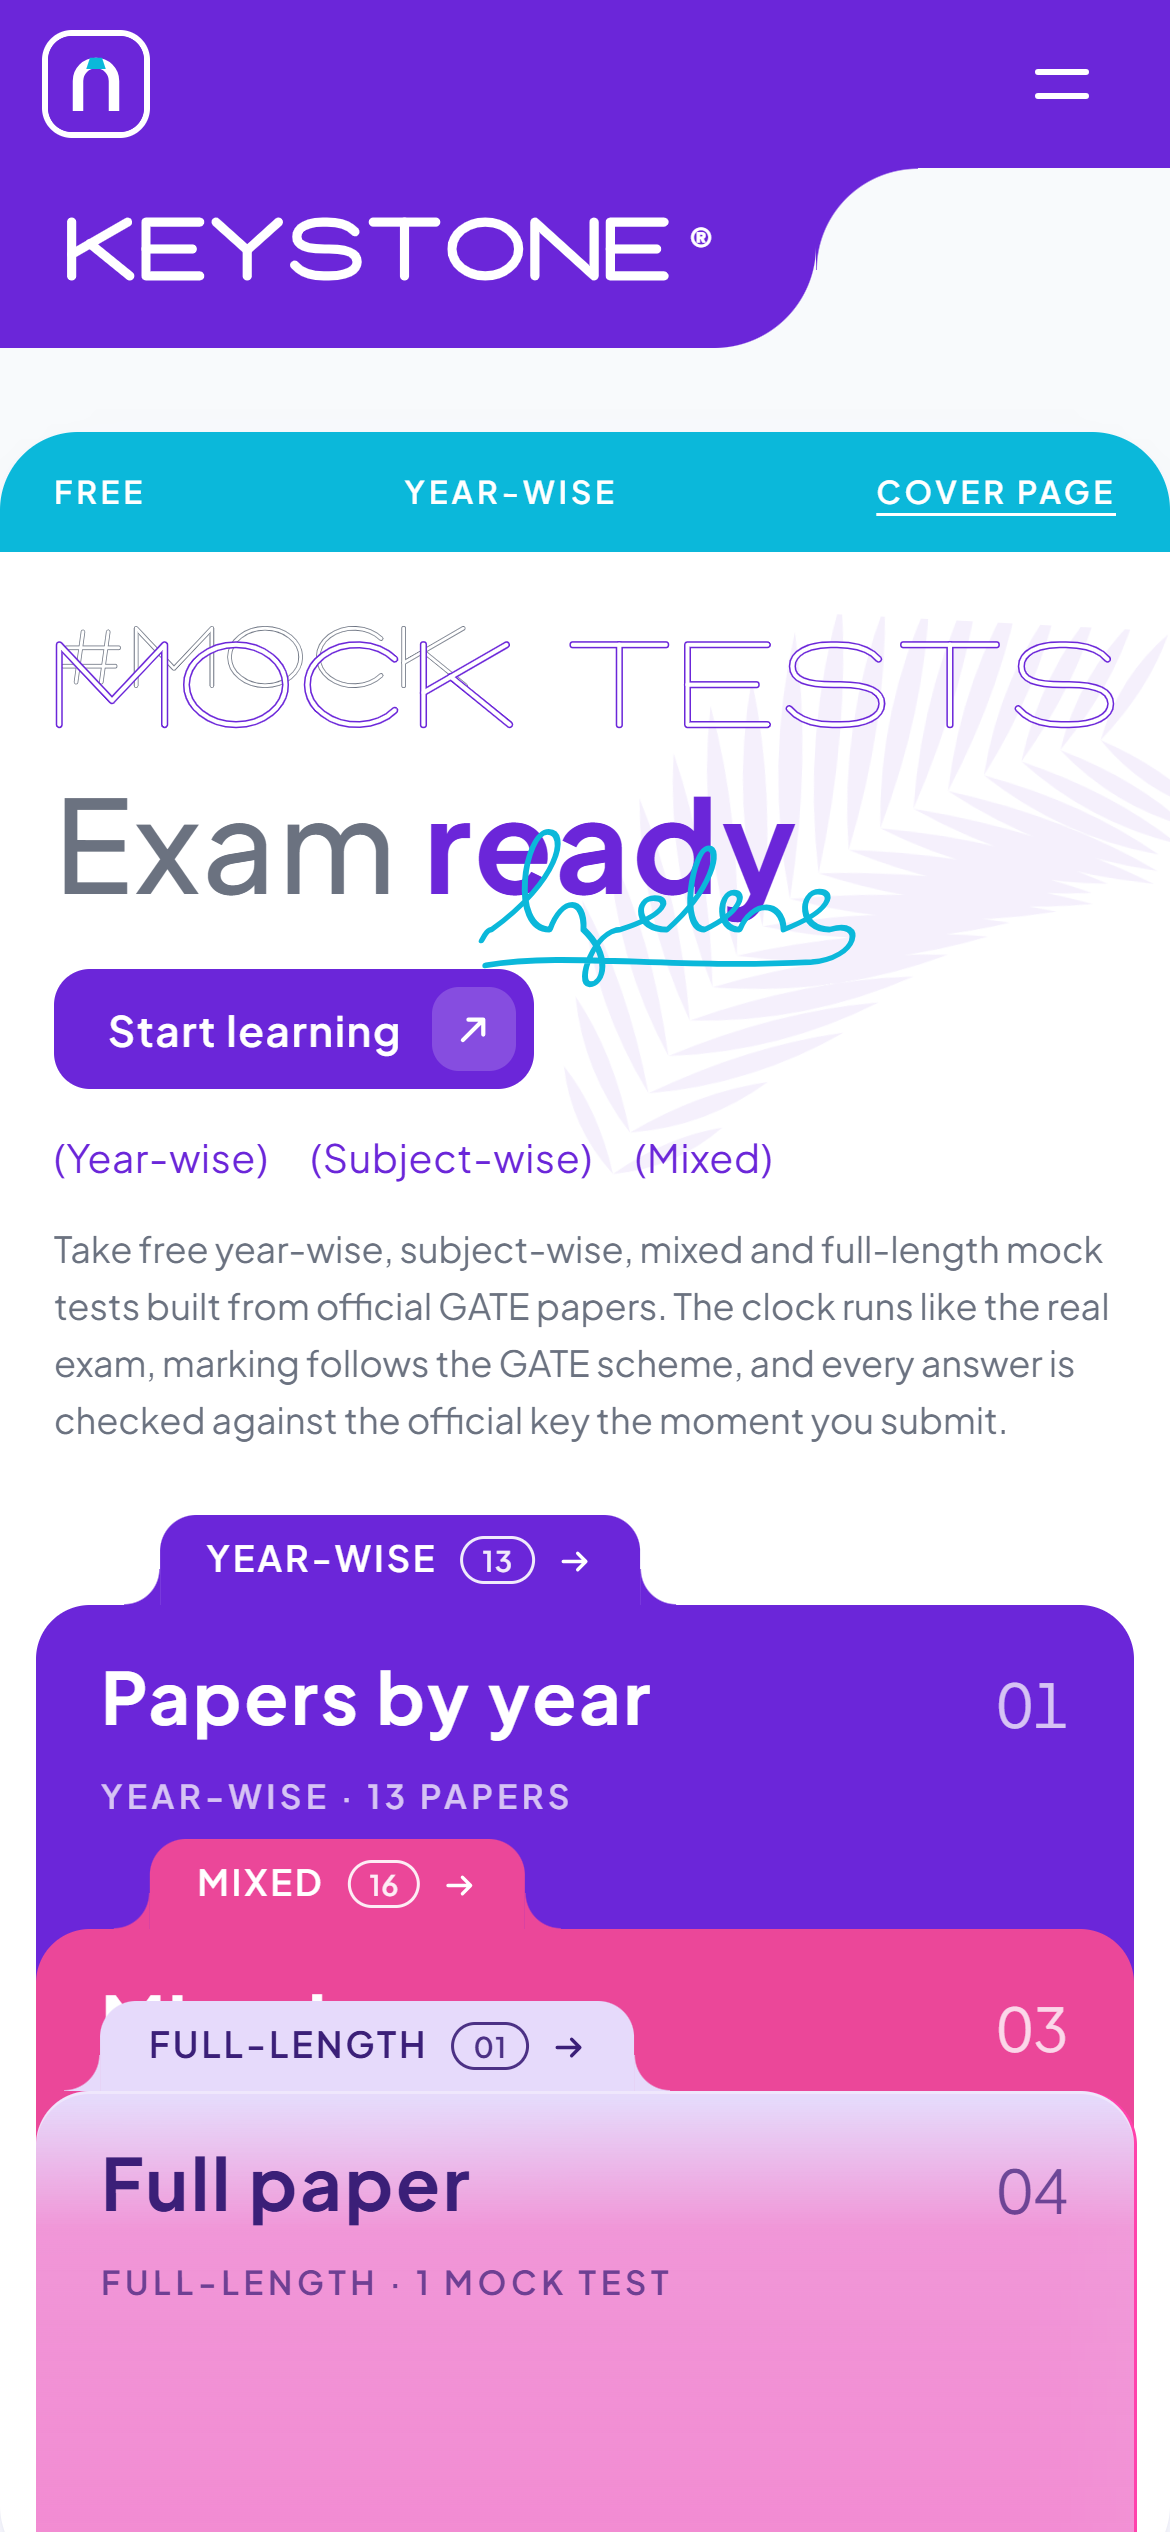 n
KEYSTONE ®
FREE YEAR-WISE COVER PAGE
#MOCK
MOCK TESTS
Exam ready
Start learning
(Year-wise) (Subject-wise) (Mixed)
Take free year-wise, subject-wise, mixed and full-length mock
tests built from official GATE papers. The clock runs like the real
exam, marking follows the GATE scheme, and every answer is
checked against the official key the moment you submit.
YEAR-WISE 13 →
Papers by year 01
YEAR-WISE · 13 PAPERS
MIXED 16 →
03
FULL-LENGTH 01 →
Full paper 04
FULL-LENGTH · 1 MOCK TEST